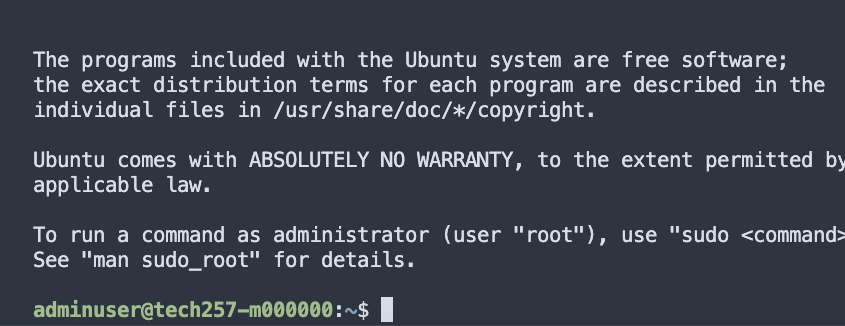 The programs included with the Ubuntu system are free software;
the exact distribution terms for each program are described in the
individual files in /usr/share/doc/*/copyright.
Ubuntu comes with ABSOLUTELY NO WARRANTY, to the extent permitted by
applicable law.
To run a command as administrator (user "root"), use "sudo <command>
See "man sudo_root" for details.
adminuser@tech257-m000000:~$